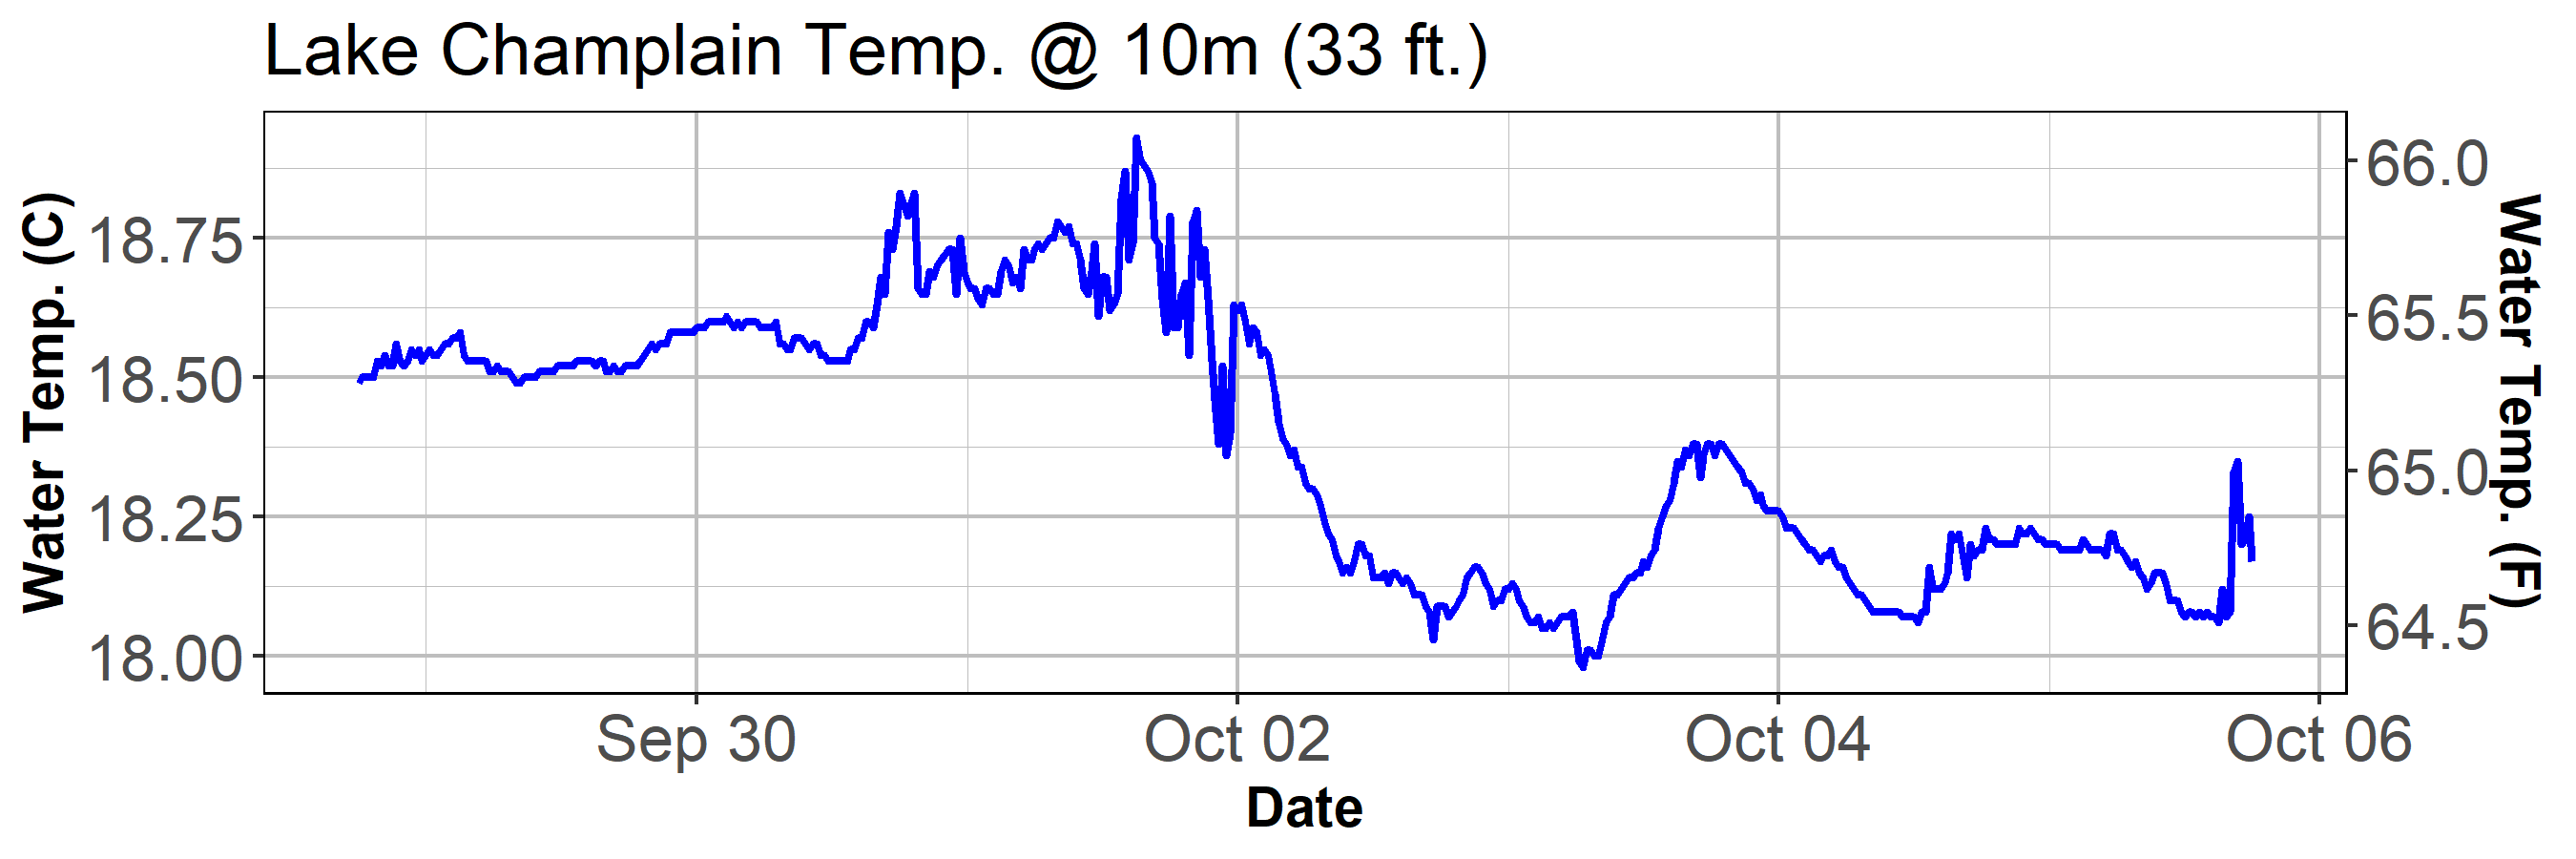 Lake Champlain Temp. @ 10m (33 ft.)
Water Temp. (C)
18.75
18.50
18.25
18.00
66.0
65.5
65.0
64.5
Water Temp. (F)
Sep 30
Oct 02
Oct 04
Oct 06
Date